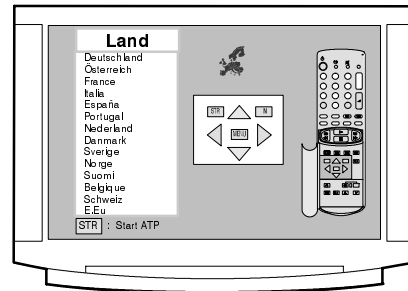 Land
Deutschland
Österreich
France
Italia
España
Portugal
Nederland
Danmark
Sverige
Norge
Suomi
Belgique
Schweiz
E.Eu
STR : Start ATP
STR
N
MENU